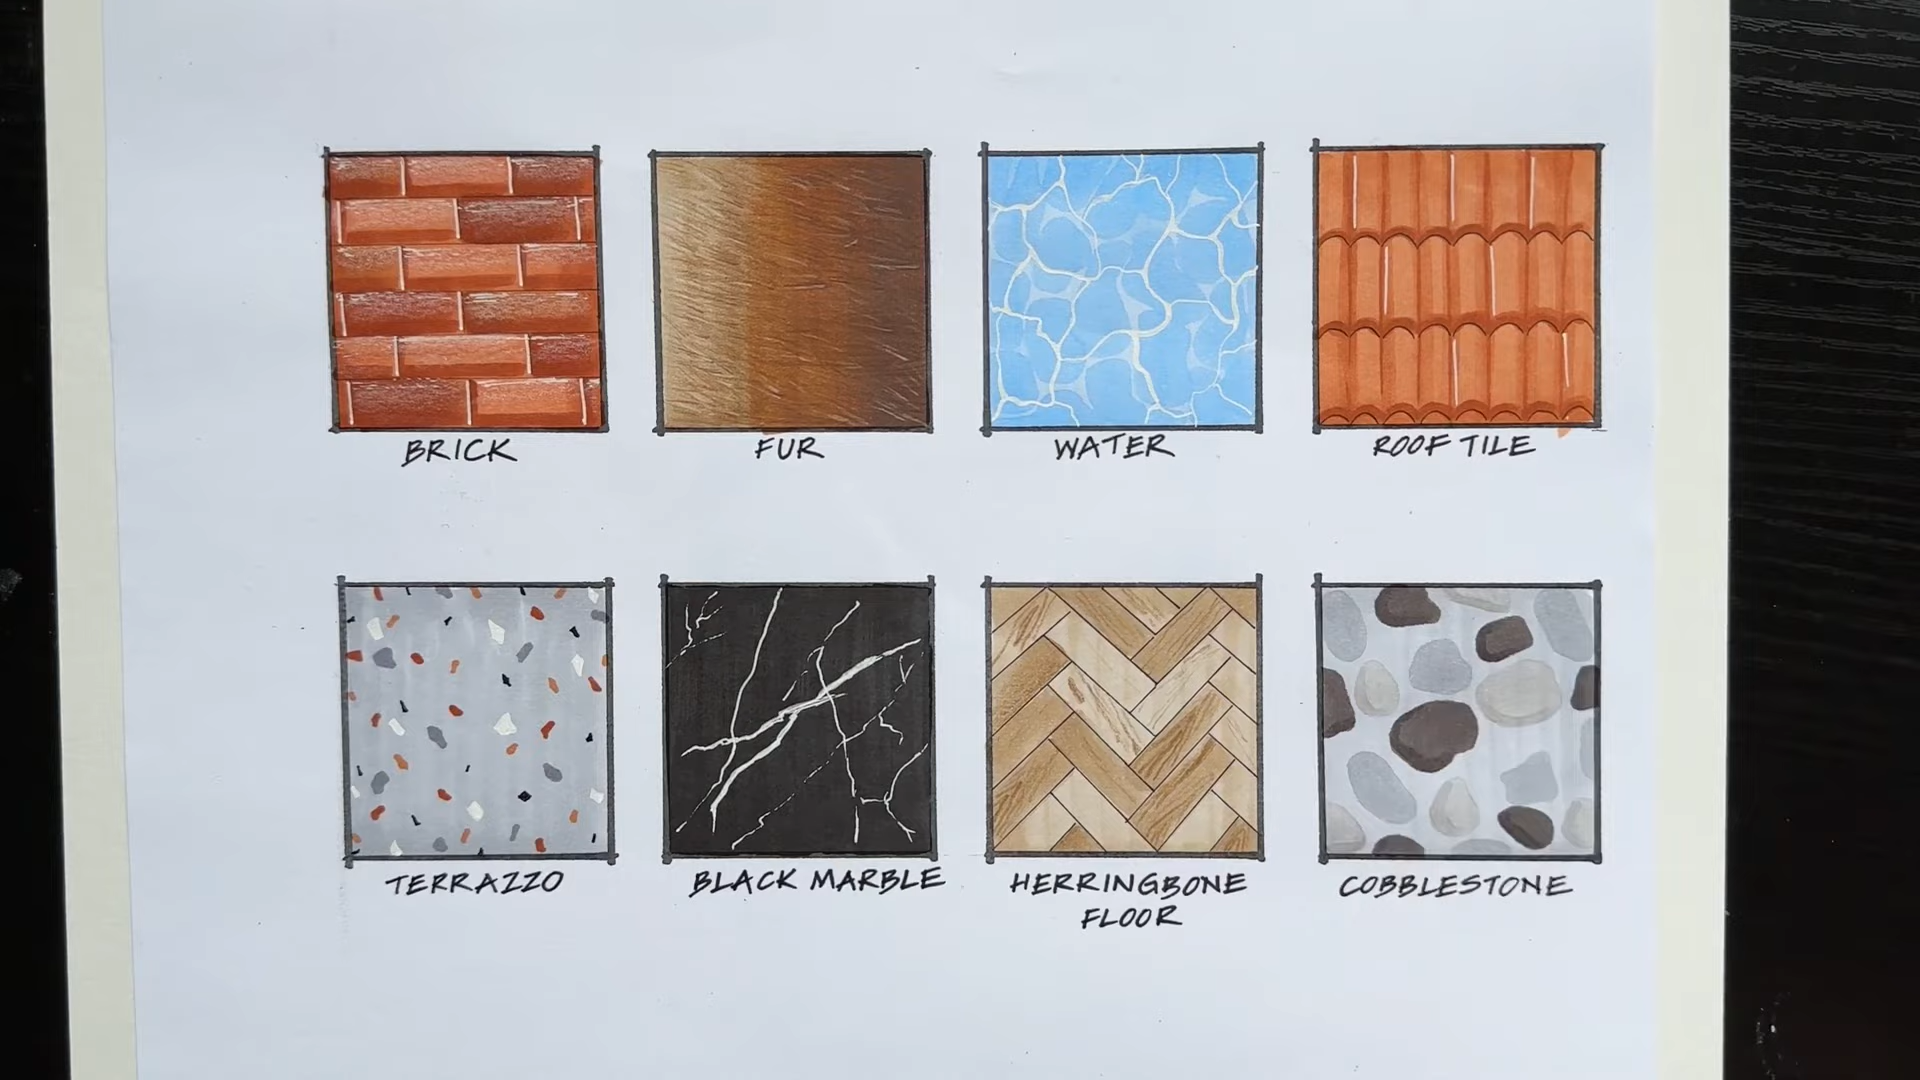 BRICK
FUR
WATER
ROOF TILE
TERRAZZO
BLACK MARBLE
HERRINGBONE
FLOOR
COBBLESTONE